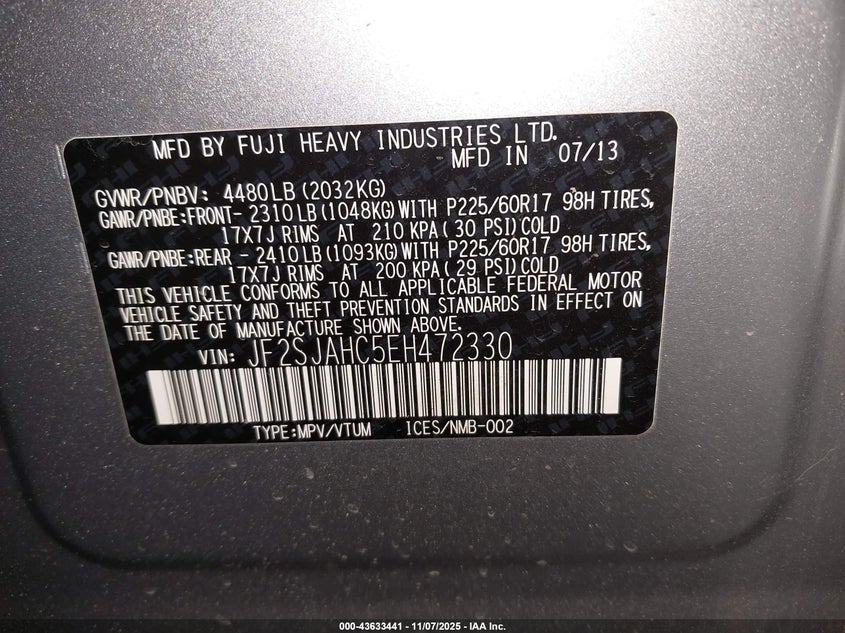 MFD BY FUJI HEAVY INDUSTRIES LTD.
MFD IN 07/13
GVWR/PNBV: 4480LB (2032KG)
GAWR/PNBE:FRONT- 2310LB (1048KG)WITH P225/60R17 98H TIRES,
17X7J RIMS AT 210 KPA (30 PSI)COLD
GAWR/PNBE:REAR - 2410LB (1093KG)WITH P225/60R17 98H TIRES,
17X7J RIMS AT 200 KPA (29 PSI)COLD
THIS VEHICLE CONFORMS TO ALL APPLICABLE FEDERAL MOTOR
VEHICLE SAFETY AND THEFT PREVENTION STANDARDS IN EFFECT ON
THE DATE OF MANUFACTURE SHOWN ABOVE.
VIN: JF2SJAHC5EH472330
TYPE:MPV/VTUM ICES/NMB-002
000-43633441 - 11/07/2025 - IAA Inc.